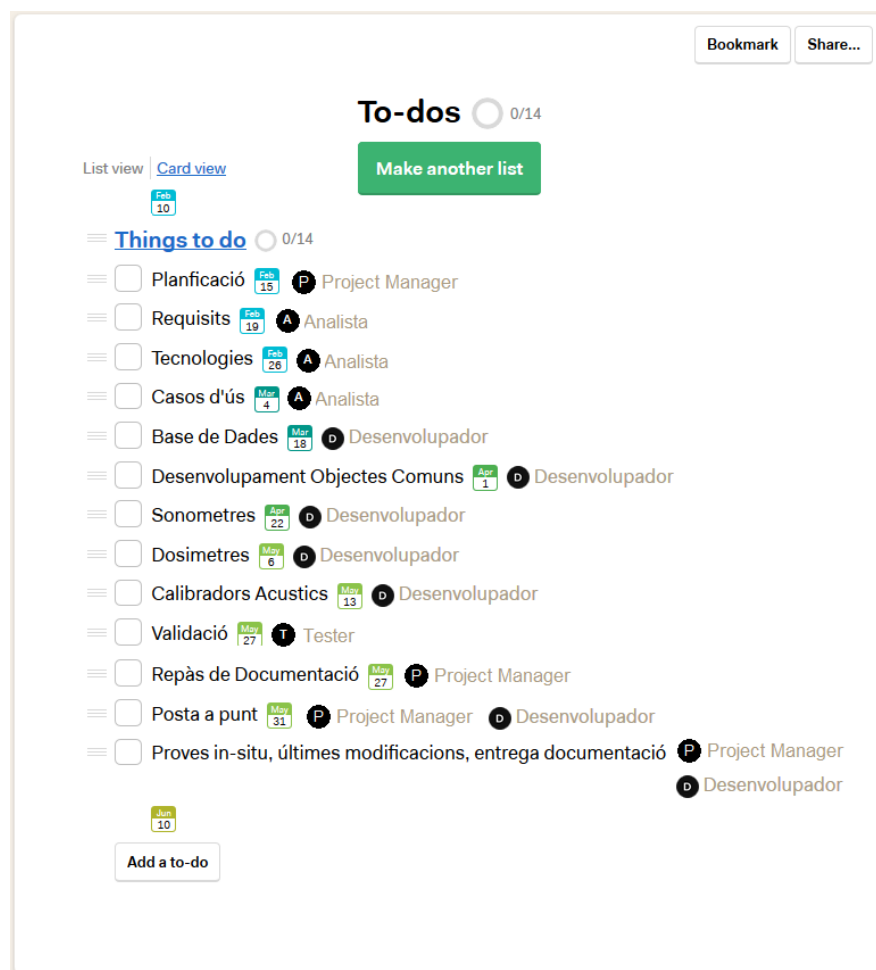 Bookmark Share...
To-dos 0/14
Make another list
List view Card view
Feb
10
Things to do 0/14
Planficació Feb 15 P Project Manager
Requisits Feb 19 A Analista
Tecnologies Feb 26 A Analista
Casos d'ús Mar 4 A Analista
Base de Dades Mar 18 D Desenvolupador
Desenvolupament Objectes Comuns Apr 1 D Desenvolupador
Sonometres Apr 22 D Desenvolupador
Dosimetres May 6 D Desenvolupador
Calibradors Acustics May 13 D Desenvolupador
Validació May 27 T Tester
Repàs de Documentació May 27 P Project Manager
Posta a punt May 31 P Project Manager D Desenvolupador
Proves in-situ, últimes modificacions, entrega documentació P Project Manager
D Desenvolupador
Jun
10
Add a to-do